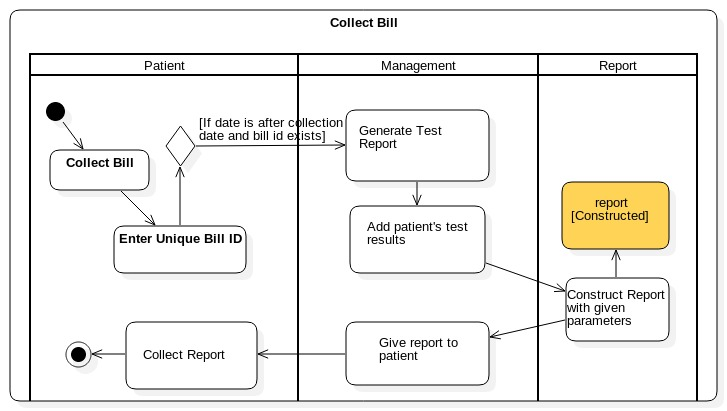 Collect Bill
Patient
Management
Report
[If date is after collection
date and bill id exists]
Collect Bill
Enter Unique Bill ID
Generate Test
Report
Add patient's test
results
report
[Constructed]
Construct Report
with given
parameters
Give report to
patient
Collect Report